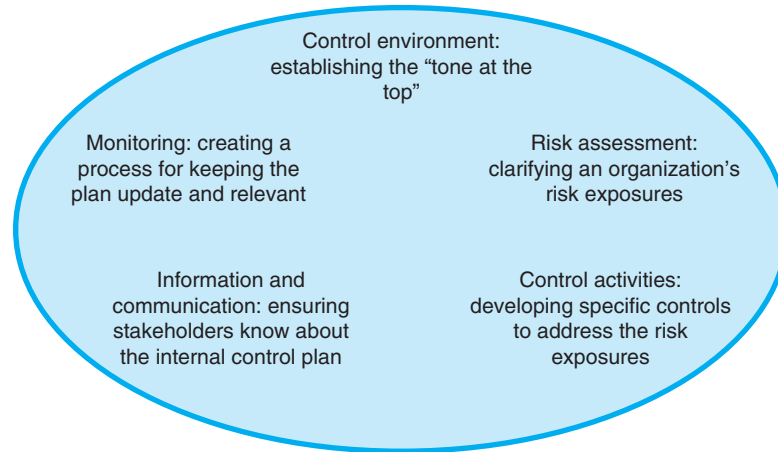 Control environment:
establishing the “tone at the
top”
Monitoring: creating a
process for keeping the
plan update and relevant
Risk assessment:
clarifying an organization’s
risk exposures
Information and
communication: ensuring
stakeholders know about
the internal control plan
Control activities:
developing specific controls
to address the risk
exposures